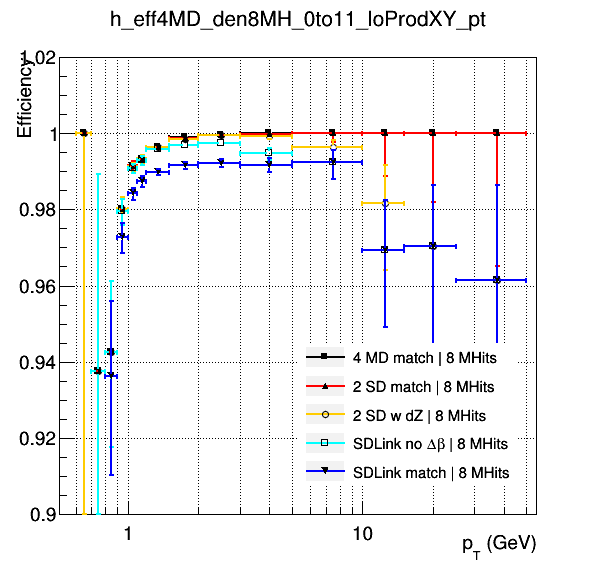 h_eff4MD_den8MH_0to11_loProdXY_pt
Efficiency
1.02
1
0.98
0.96
0.94
0.92
0.9
4 MD match | 8 MHits
2 SD match | 8 MHits
2 SD w dZ | 8 MHits
SDLink no Δβ | 8 MHits
SDLink match | 8 MHits
1
10
p_T (GeV)